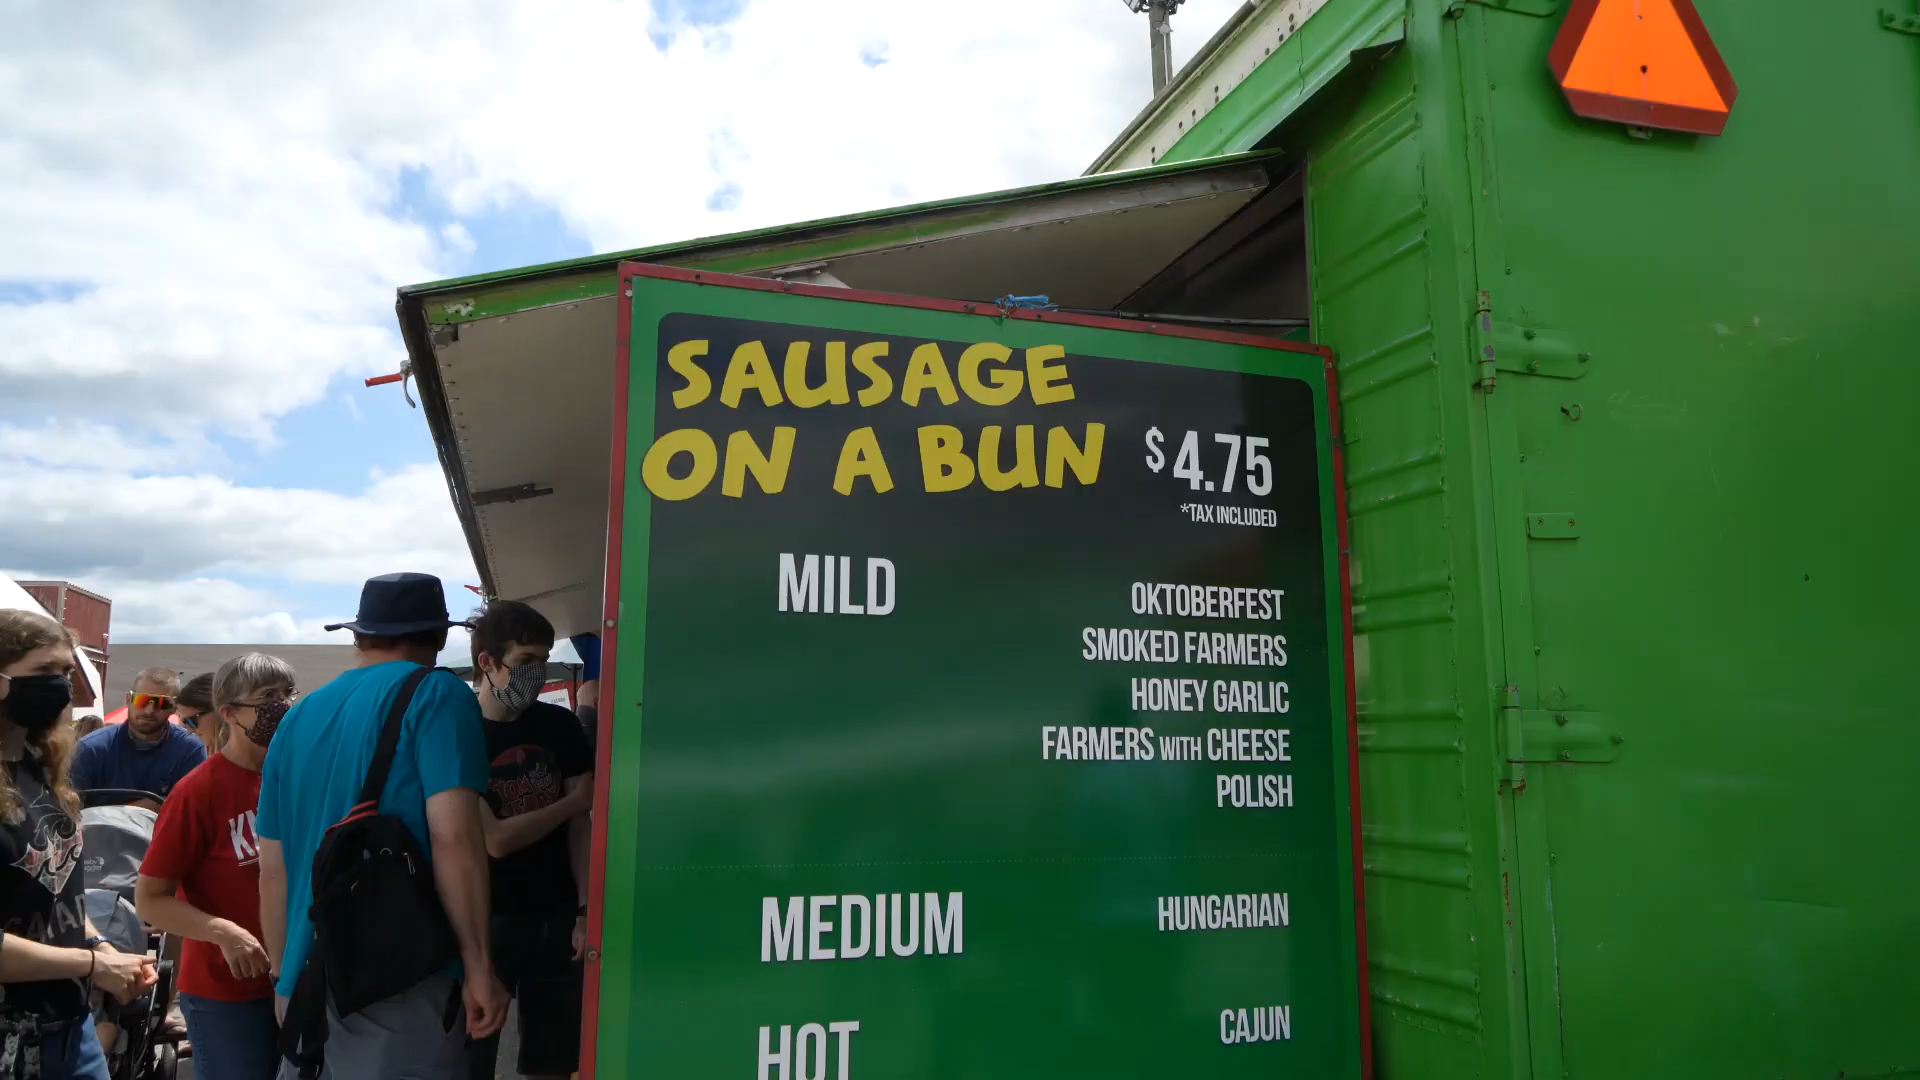 SAUSAGE
ON A BUN
$4.75
*TAX INCLUDED
MILD
OKTOBERFEST
SMOKED FARMERS
HONEY GARLIC
FARMERS WITH CHEESE
POLISH
MEDIUM
HUNGARIAN
HOT
CAJUN